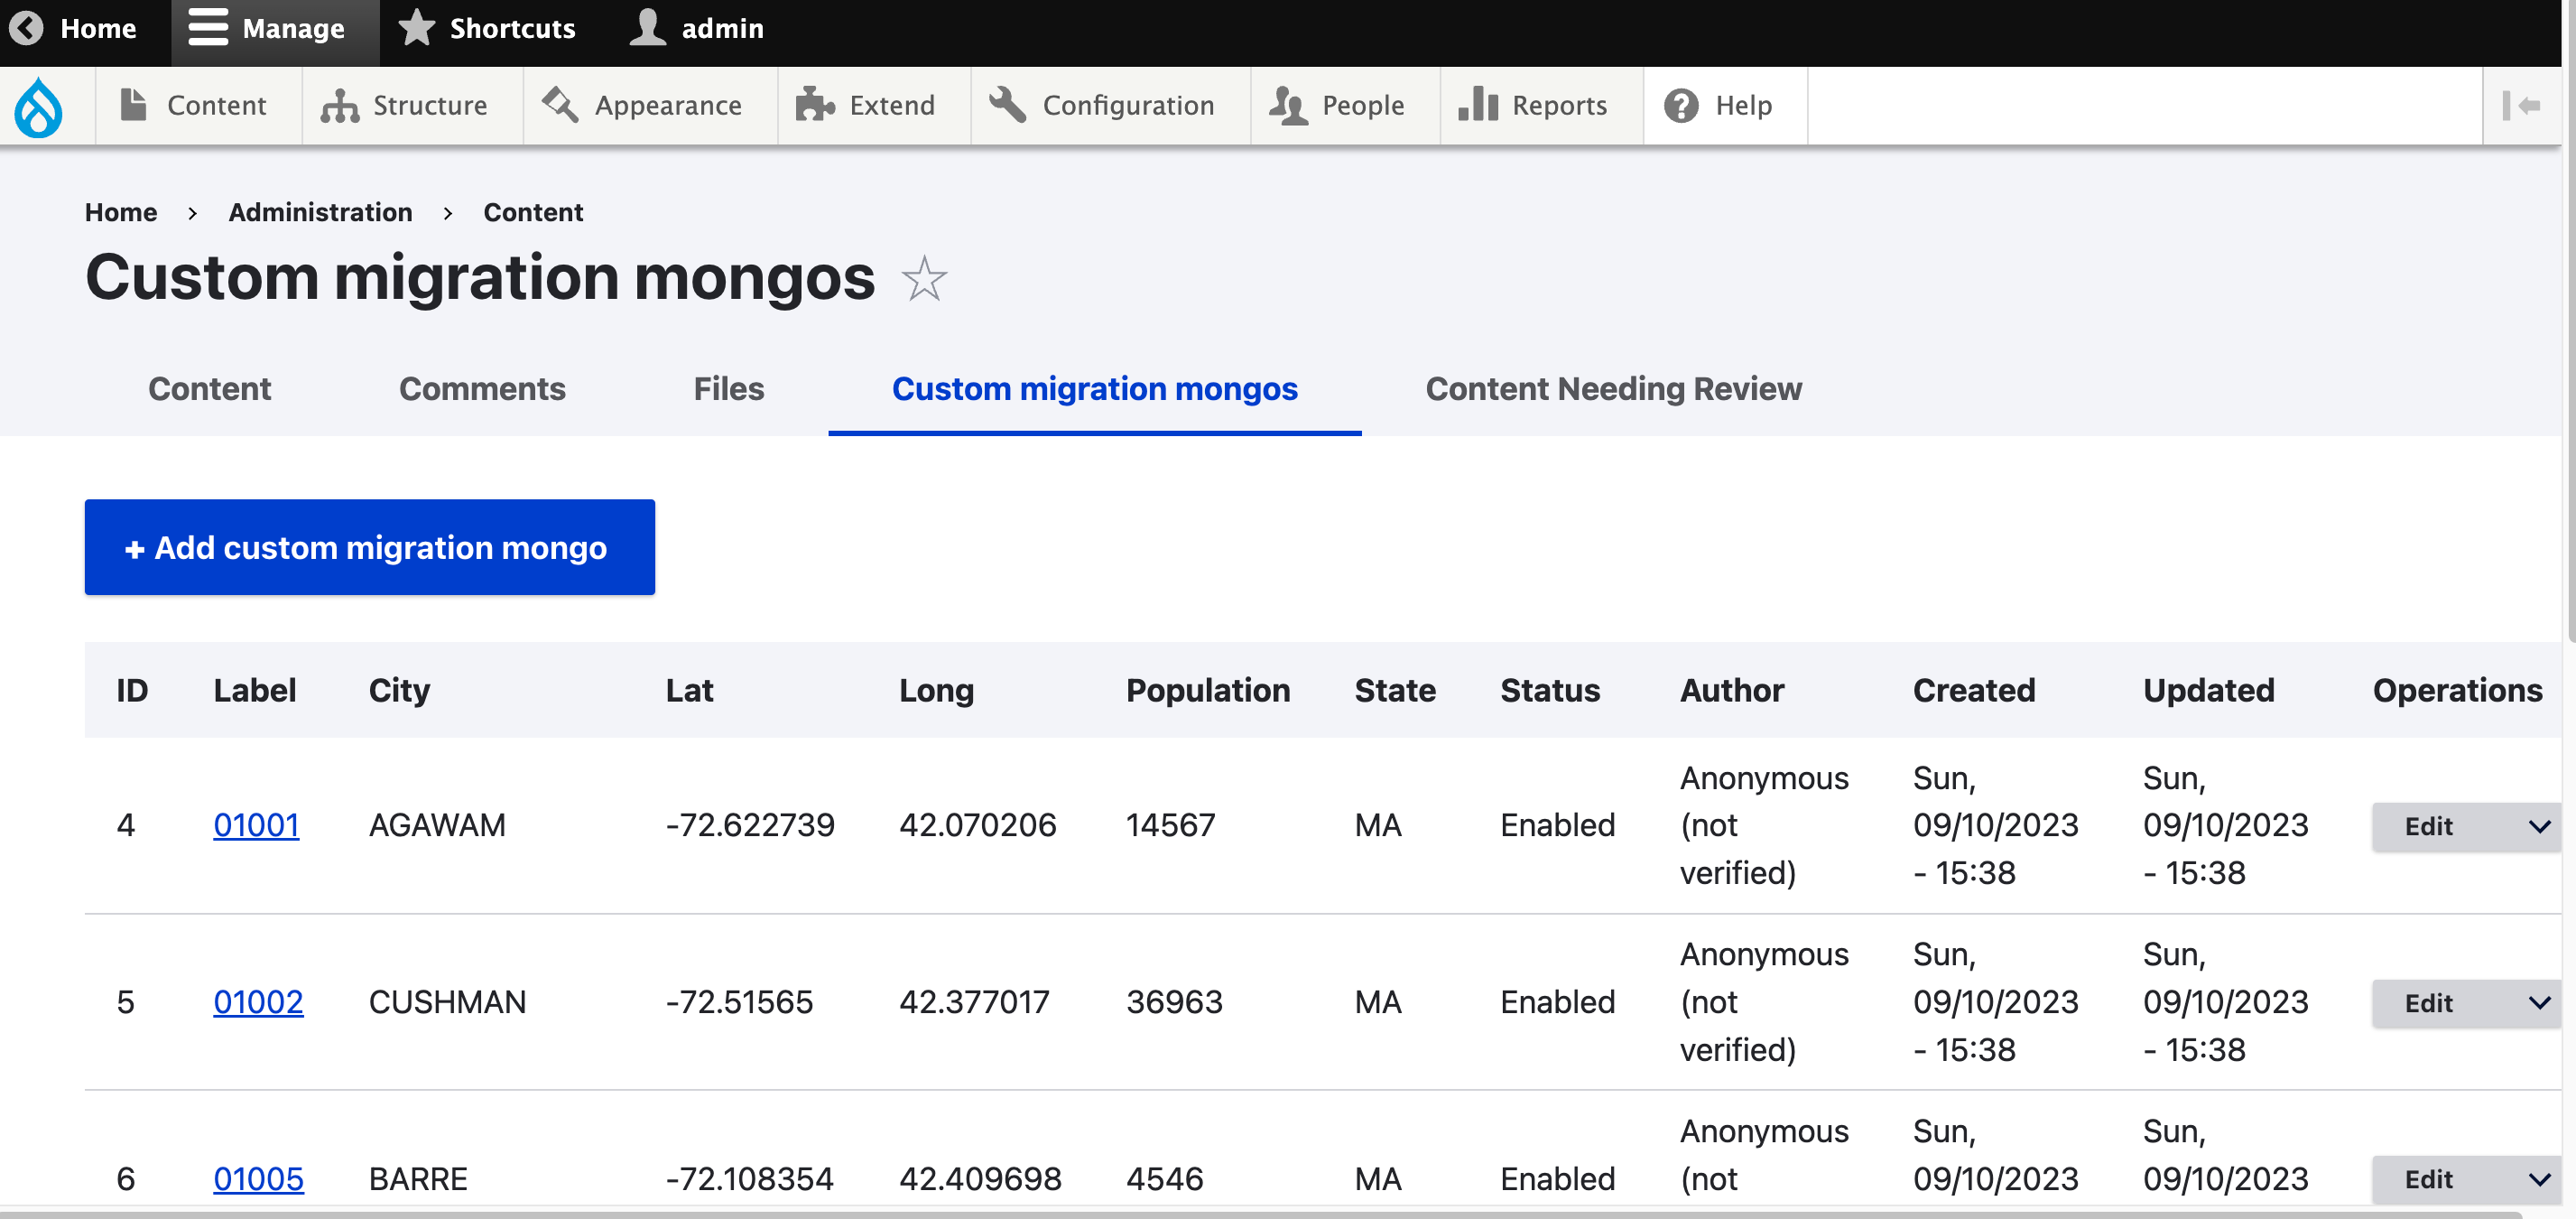 Home Manage Shortcuts admin
Content Structure Appearance Extend Configuration People Reports Help
Home › Administration › Content
Custom migration mongos
Content Comments Files Custom migration mongos Content Needing Review
+ Add custom migration mongo
ID Label City Lat Long Population State Status Author Created Updated Operations
Anonymous Sun, Sun,
4 01001 AGAWAM -72.622739 42.070206 14567 MA Enabled (not 09/10/2023 09/10/2023 Edit
verified) - 15:38 - 15:38
Anonymous Sun, Sun,
5 01002 CUSHMAN -72.51565 42.377017 36963 MA Enabled (not 09/10/2023 09/10/2023 Edit
verified) - 15:38 - 15:38
Anonymous Sun, Sun,
6 01005 BARRE -72.108354 42.409698 4546 MA Enabled (not 09/10/2023 09/10/2023 Edit